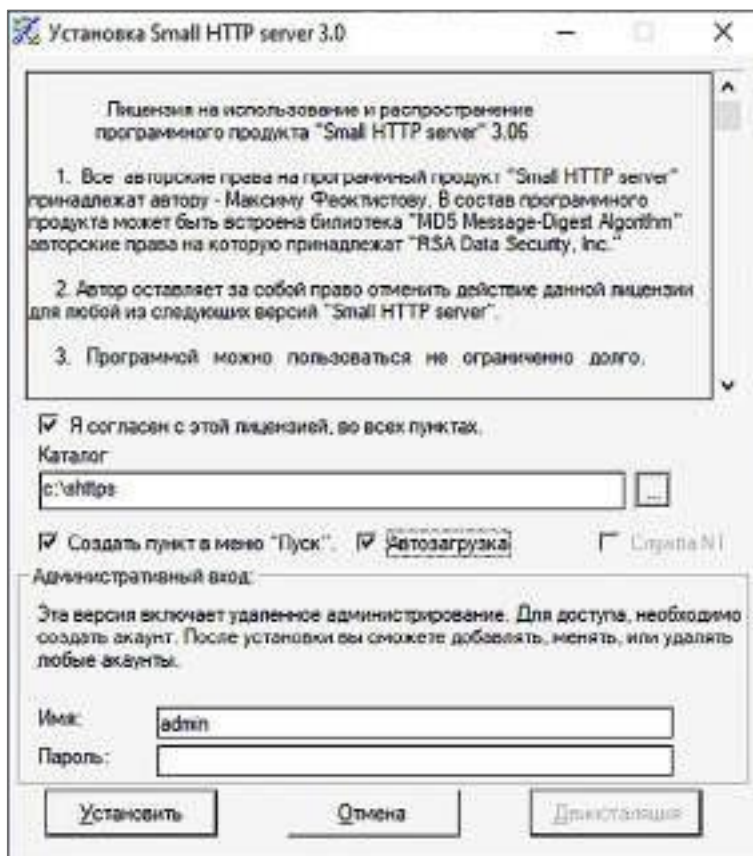 Установка Small HTTP server 3.0
Лицензия на использование и распространение
программного продукта "Small HTTP server" 3.06
1. Все авторские права на программный продукт "Small HTTP server"
принадлежат автору - Максиму Феоктистову. В состав программного
продукта может быть встроена билиотека "MD5 Message-Digest Algorithm"
авторские права на которую принадлежат "RSA Data Security, Inc."
2. Автор оставляет за собой право отменить действие данной лицензии
для любой из следующих версий "Small HTTP server".
3. Программой можно пользоваться не ограниченно долго.
Я согласен с этой лицензией, во всех пунктах.
Каталог
c:\shttps
...
Создать пункт в меню "Пуск". Автозагрузка Служба NT
Административный вход:
Эта версия включает удаленное администрирование. Для доступа, необходимо
создать акаунт. После установки вы сможете добавлять, менять, или удалять
любые акаунты.
Имя: admin
Пароль:
Установить Отмена Деинсталяция